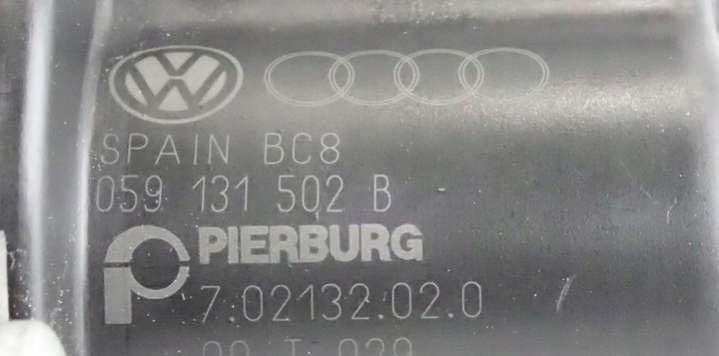 SPAIN BC8
059 131 502 B
PIERBURG
7.02132.02.0